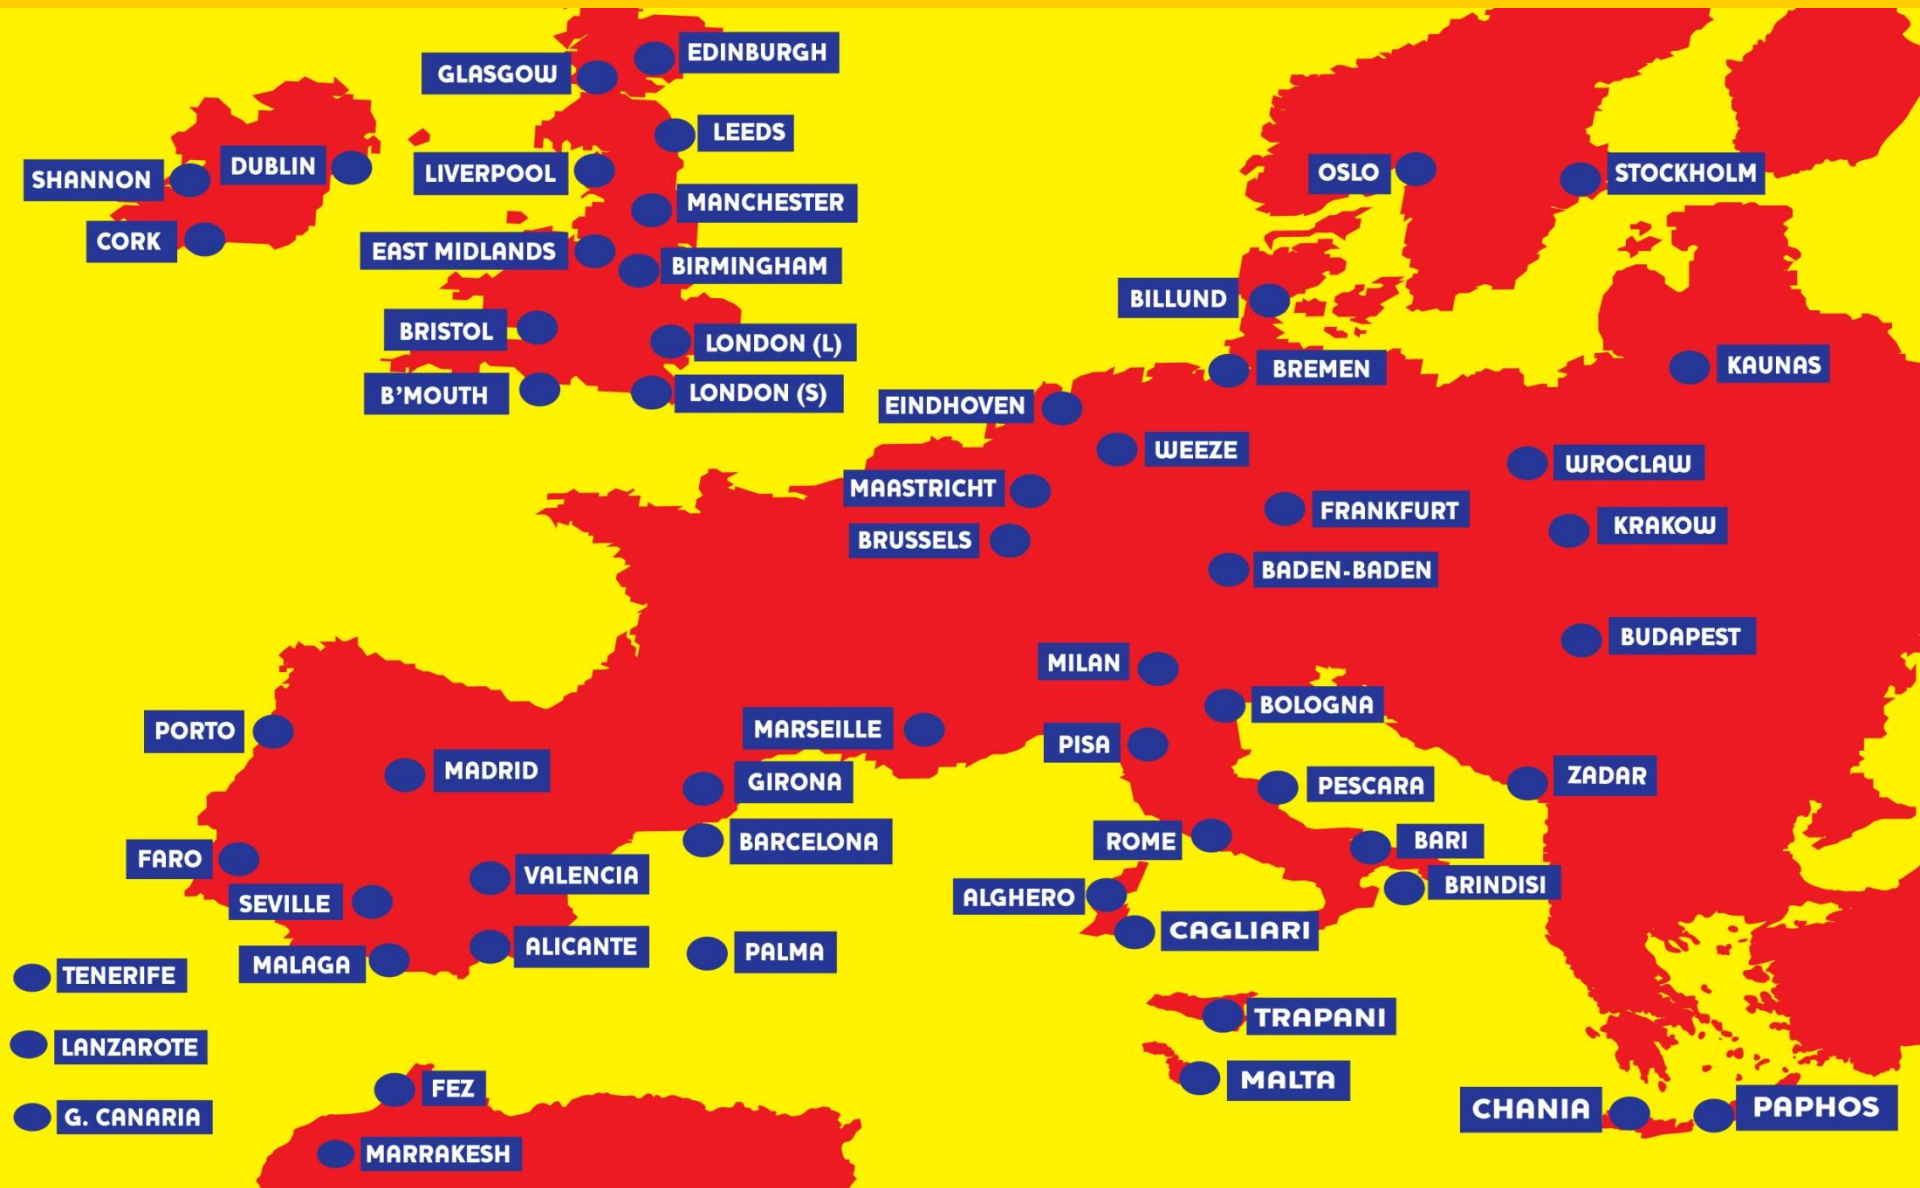 EDINBURGH
GLASGOW
LEEDS
DUBLIN
LIVERPOOL
SHANNON
OSLO
STOCKHOLM
MANCHESTER
CORK
EAST MIDLANDS
BIRMINGHAM
BILLUND
BRISTOL
LONDON (L)
KAUNAS
BREMEN
B'MOUTH
LONDON (S)
EINDHOVEN
WEEZE
WROCLAW
MAASTRICHT
FRANKFURT
KRAKOW
BRUSSELS
BADEN-BADEN
BUDAPEST
MILAN
BOLOGNA
PORTO
MARSEILLE
PISA
MADRID
GIRONA
PESCARA
ZADAR
ROME
BARI
BARCELONA
FARO
VALENCIA
BRINDISI
ALGHERO
SEVILLE
CAGLIARI
ALICANTE
PALMA
MALAGA
TENERIFE
TRAPANI
LANZAROTE
MALTA
FEZ
CHANIA
PAPHOS
G. CANARIA
MARRAKESH